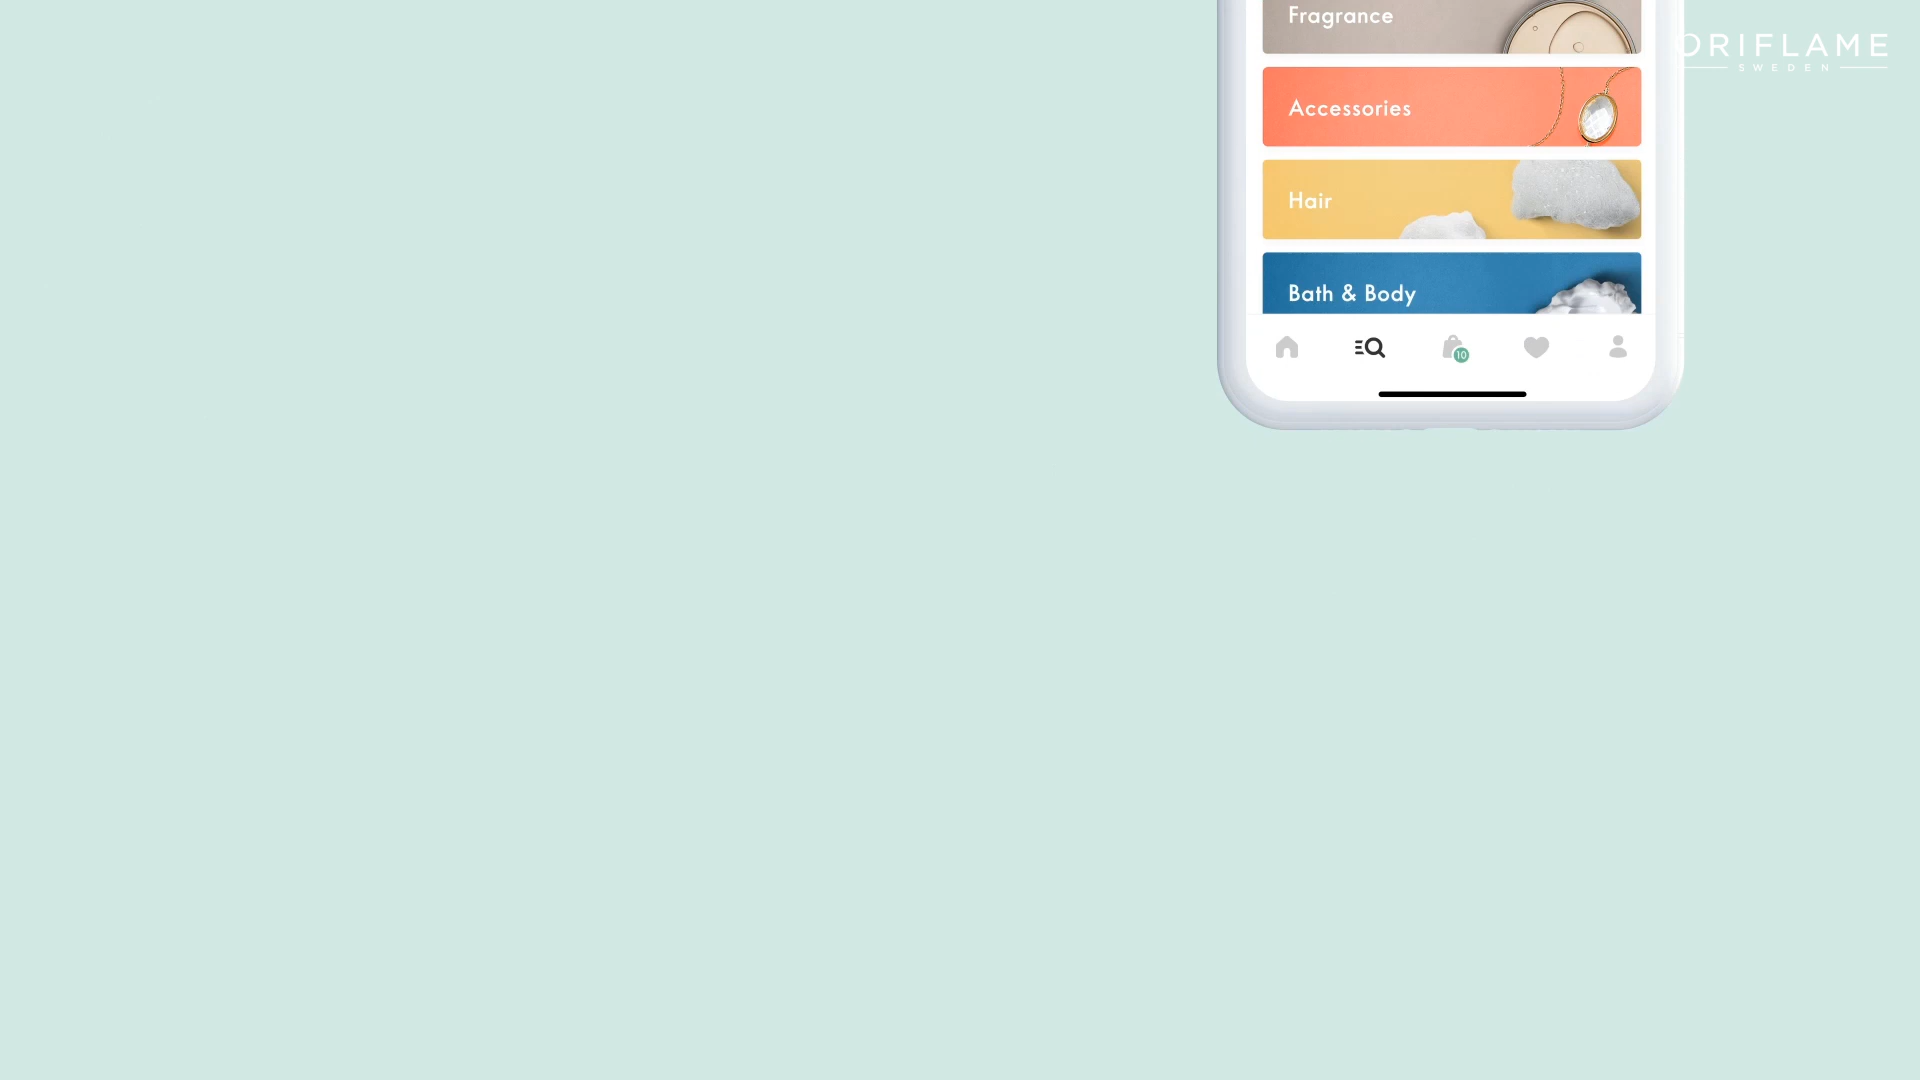 Fragrance
ORIFLAME
SWEDEN
Accessories
Hair
Bath & Body
10